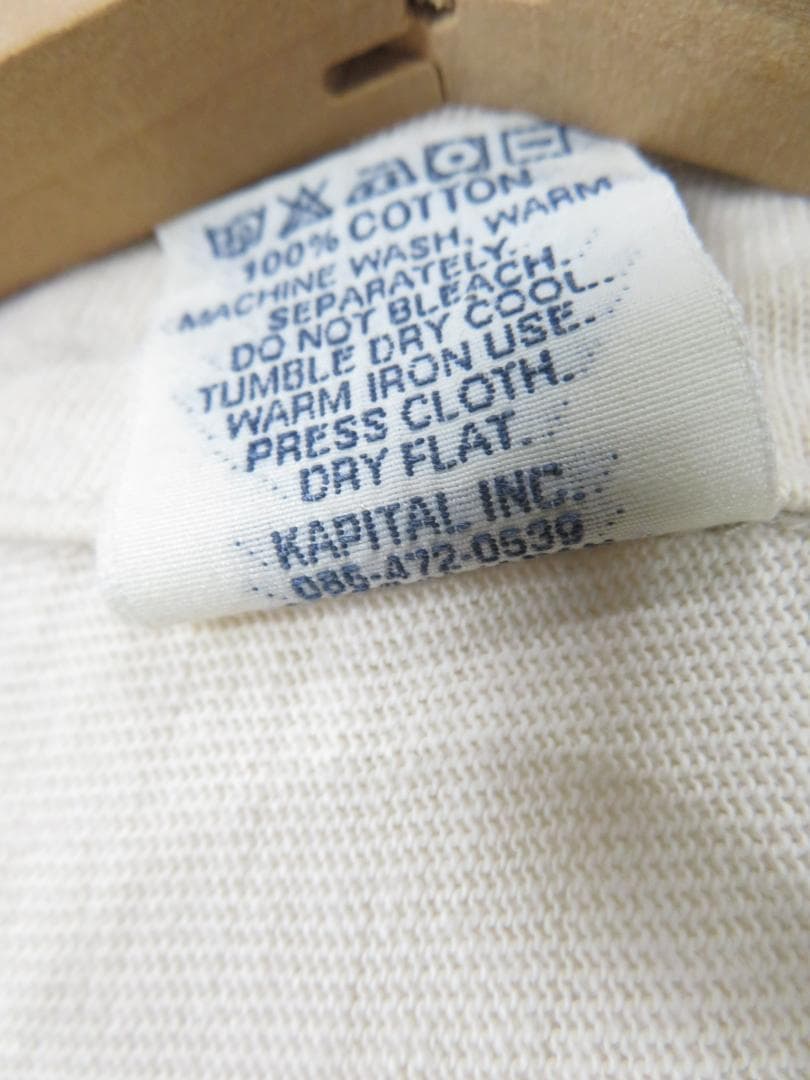 100% COTTON
MACHINE WASH, WARM
SEPARATELY.
DO NOT BLEACH.
TUMBLE DRY COOL.
WARM IRON USE.
PRESS CLOTH.
DRY FLAT.
KAPITAL INC.
085-472-0539